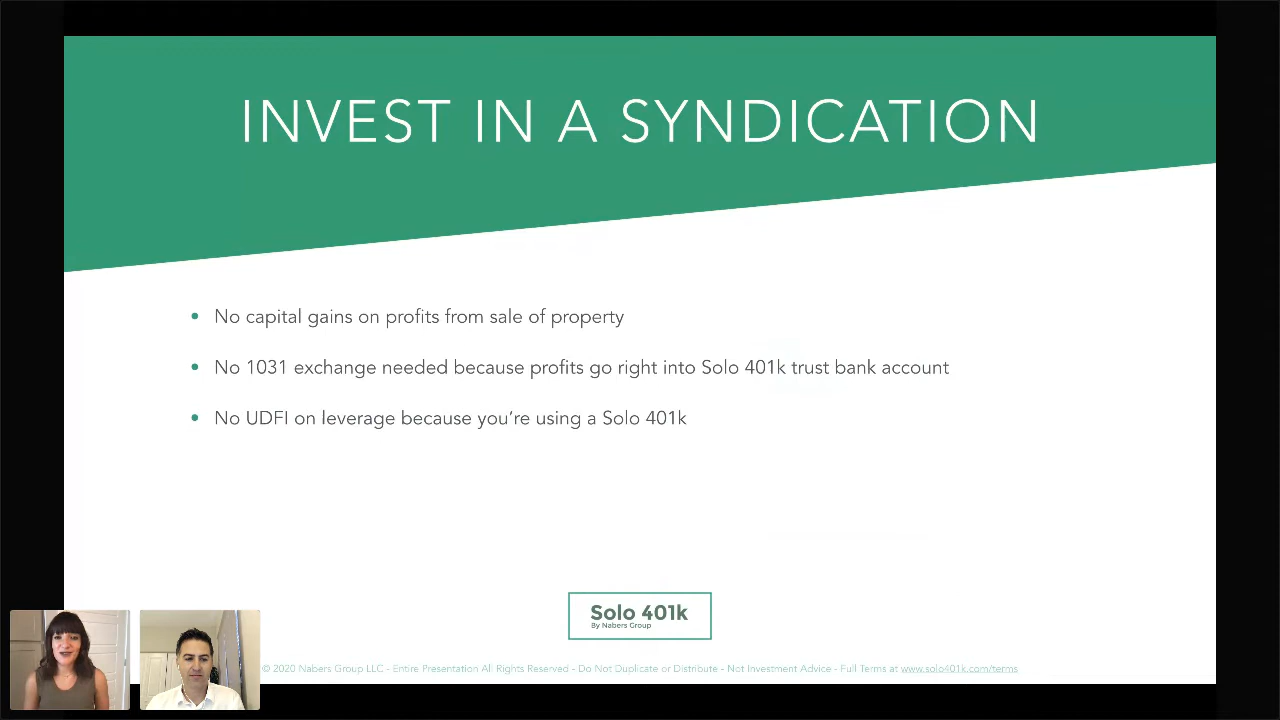 INVEST IN A SYNDICATION
• No capital gains on profits from sale of property
• No 1031 exchange needed because profits go right into Solo 401k trust bank account
• No UDFI on leverage because you’re using a Solo 401k
Solo 401k
By Nabers Group
© 2020 Nabers Group LLC - Entire Presentation All Rights Reserved - Do Not Duplicate or Distribute - Not Investment Advice - Full Terms at www.solo401k.com/terms